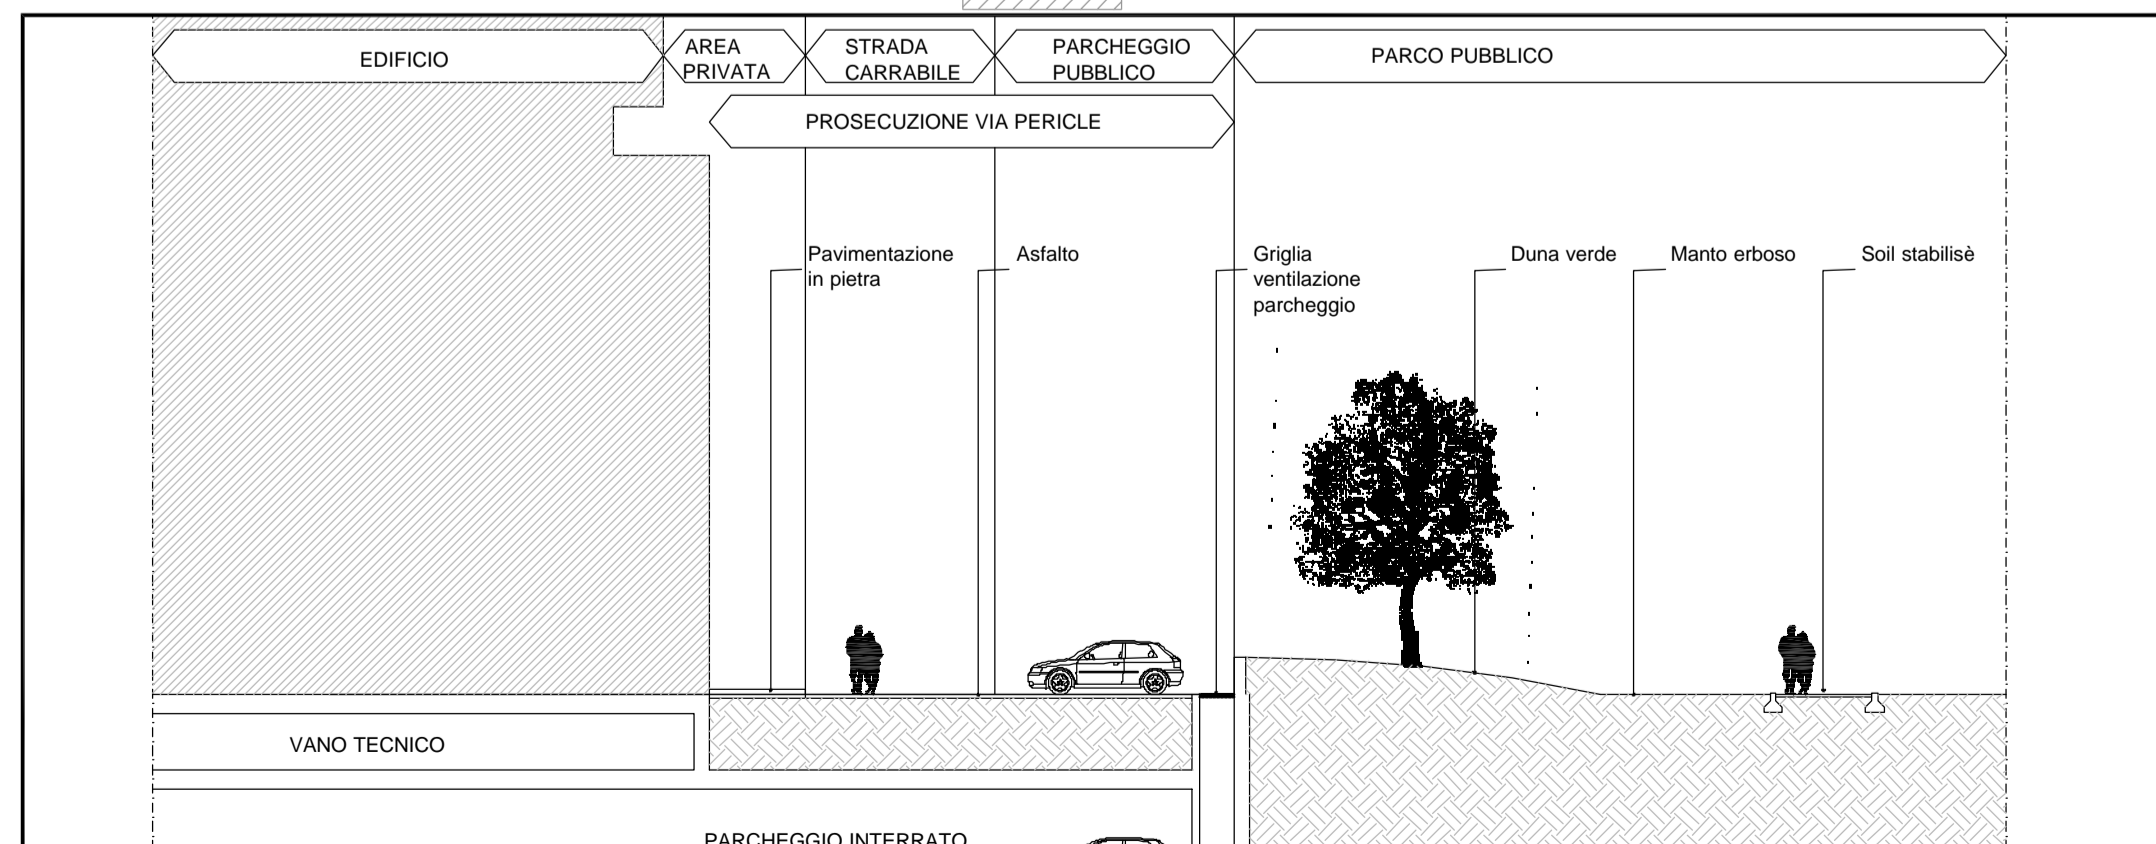 EDIFICIO
AREA
PRIVATA
STRADA
CARRABILE
PARCHEGGIO
PUBBLICO
PARCO PUBBLICO
PROSECUZIONE VIA PERICLE
Pavimentazione
in pietra
Asfalto
Griglia
ventilazione
parcheggio
Duna verde
Manto erboso
Soil stabilisè
VANO TECNICO
PARCHEGGIO INTERRATO